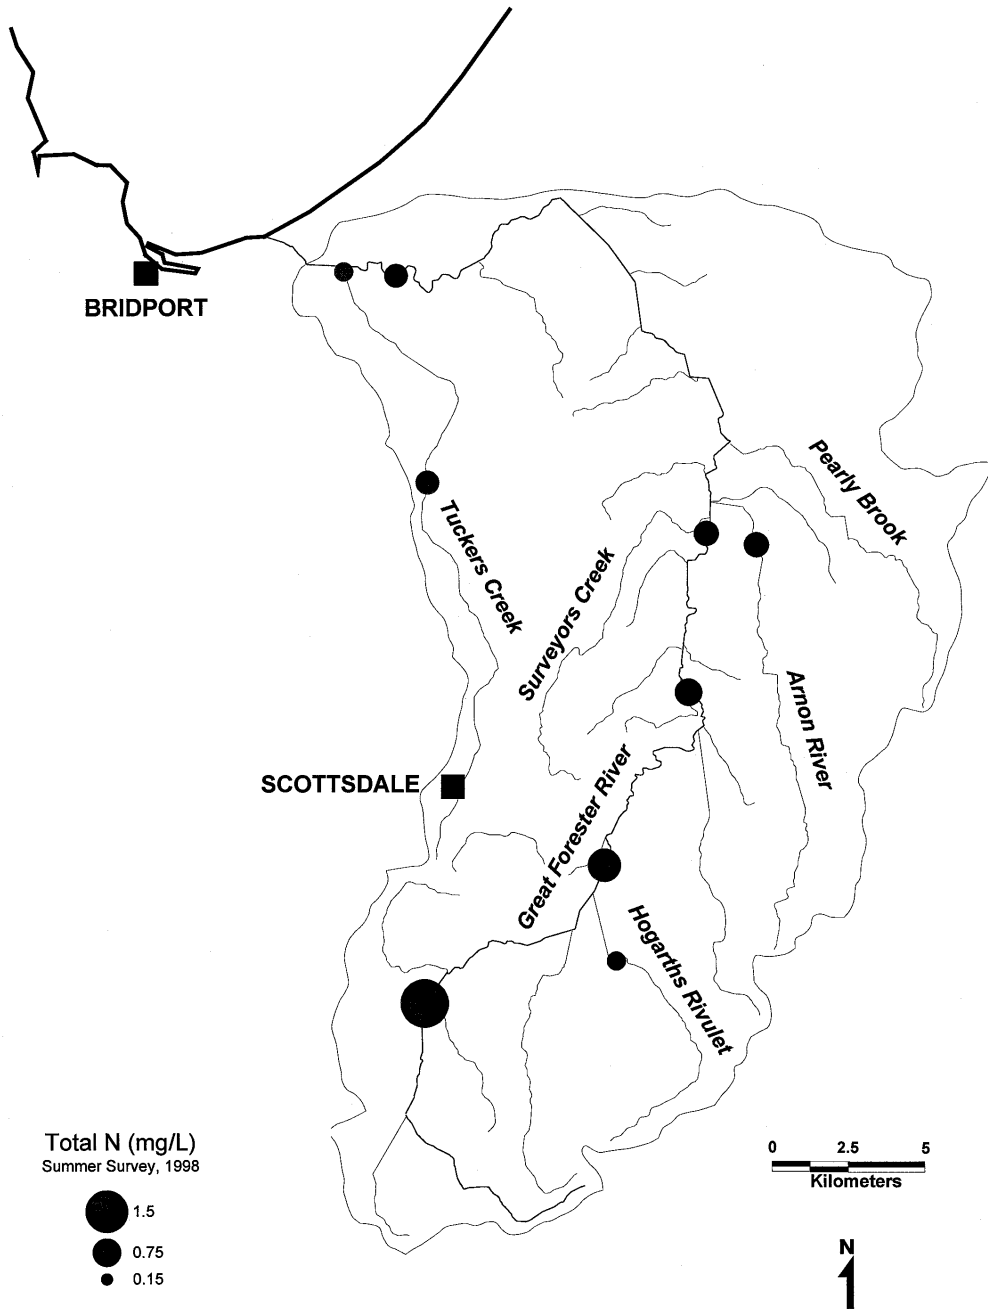 BRIDPORT
Pearly Brook
Tuckers Creek
Surveyors Creek
Arnon River
SCOTTSDALE
Great Forester River
Hogarths Rivulet
Total N (mg/L)
Summer Survey, 1998
1.5
0.75
0.15
0 2.5 5
Kilometers
N